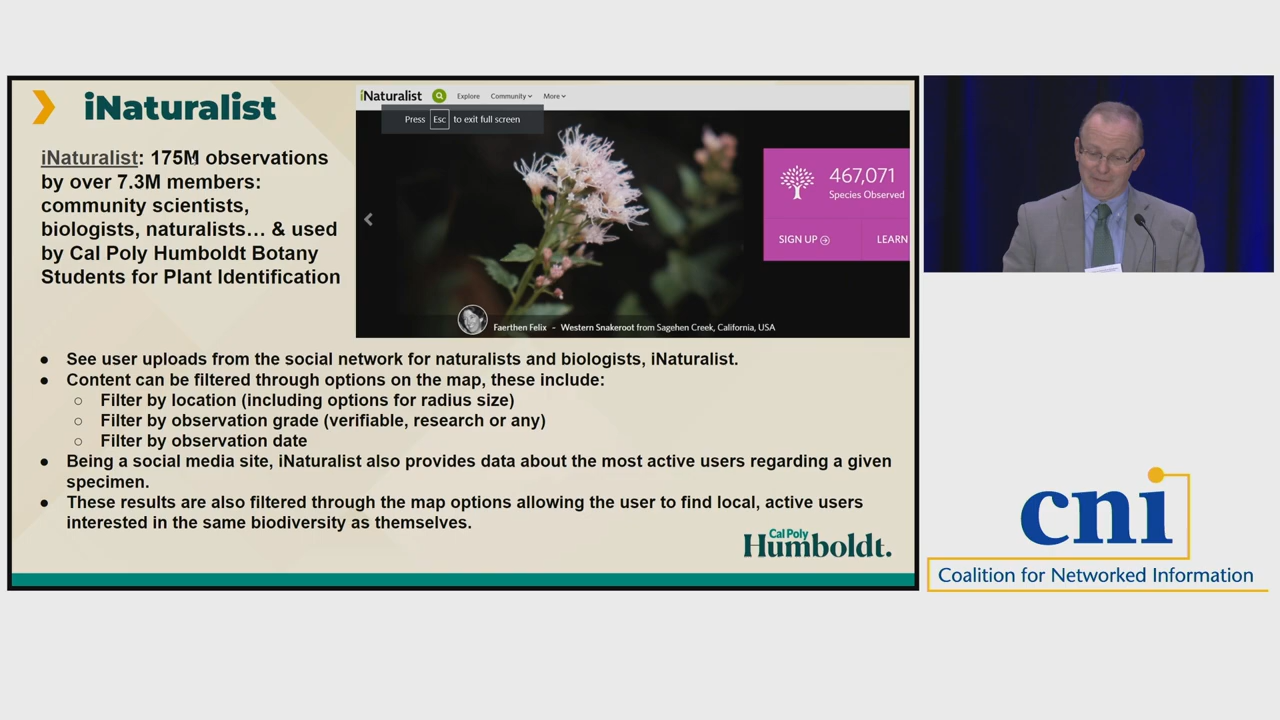 iNaturalist
iNaturalist: 175M observations
by over 7.3M members:
community scientists,
biologists, naturalists… & used
by Cal Poly Humboldt Botany
Students for Plant Identification
iNaturalist
Explore
Community
More
Press Esc to exit full screen
467,071
Species Observed
SIGN UP
LEARN
Faerthen Felix - Western Snakeroot from Sagehen Creek, California, USA
● See user uploads from the social network for naturalists and biologists, iNaturalist.
● Content can be filtered through options on the map, these include:
○ Filter by location (including options for radius size)
○ Filter by observation grade (verifiable, research or any)
○ Filter by observation date
● Being a social media site, iNaturalist also provides data about the most active users regarding a given
specimen.
● These results are also filtered through the map options allowing the user to find local, active users
interested in the same biodiversity as themselves.
Cal Poly
Humboldt.
cni
Coalition for Networked Information